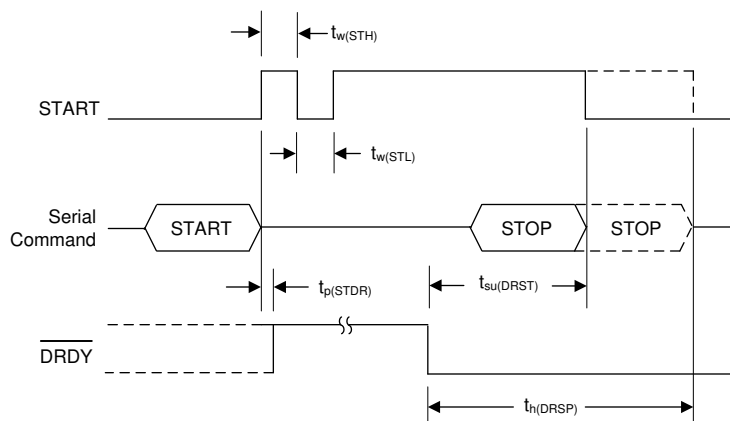 tw(STH)
START
tw(STL)
Serial
Command
START
STOP
STOP
tp(STDR)
tsu(DRST)
DRDY
th(DRSP)